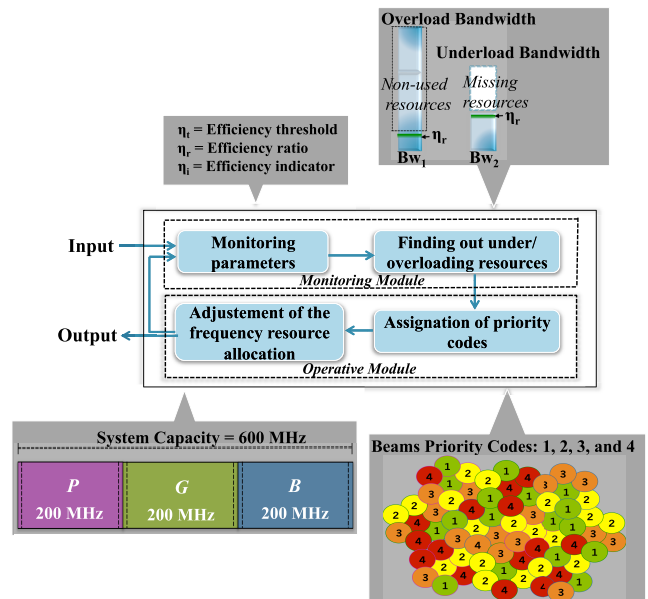 Overload Bandwidth
Underload Bandwidth
Non-used
resources
Missing
resources
ηr
ηr
Bw1
Bw2
ηt = Efficiency threshold
ηr = Efficiency ratio
ηi = Efficiency indicator
Input
Monitoring
parameters
Finding out under/
overloading resources
Monitoring Module
Output
Adjustement of the
frequency resource
allocation
Assignation of priority
codes
Operative Module
System Capacity = 600 MHz
P
200 MHz
G
200 MHz
B
200 MHz
Beams Priority Codes: 1, 2, 3, and 4